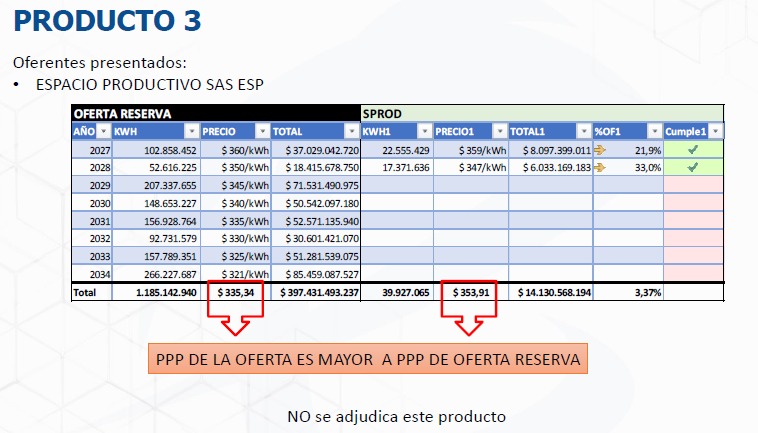 PRODUCTO 3
Oferentes presentados:
• ESPACIO PRODUCTIVO SAS ESP
OFERTA RESERVA SPROD
AÑO KWH PRECIO TOTAL KWH1 PRECIO1 TOTAL1 %OF1 Cumple1
2027 102.858.452 $ 360/kWh $ 37.029.042.720 22.555.429 $ 359/kWh $ 8.097.399.011 21,9%
2028 52.616.225 $ 350/kWh $ 18.415.678.750 17.371.636 $ 347/kWh $ 6.033.169.183 33,0%
2029 207.337.655 $ 345/kWh $ 71.531.490.975
2030 148.653.227 $ 340/kWh $ 50.542.097.180
2031 156.928.764 $ 335/kWh $ 52.571.135.940
2032 92.731.579 $ 330/kWh $ 30.601.421.070
2033 157.789.351 $ 325/kWh $ 51.281.539.075
2034 266.227.687 $ 321/kWh $ 85.459.087.527
Total 1.185.142.940 $ 335,34 $ 397.431.493.237 39.927.065 $ 353,91 $ 14.130.568.194 3,37%
PPP DE LA OFERTA ES MAYOR A PPP DE OFERTA RESERVA
NO se adjudica este producto